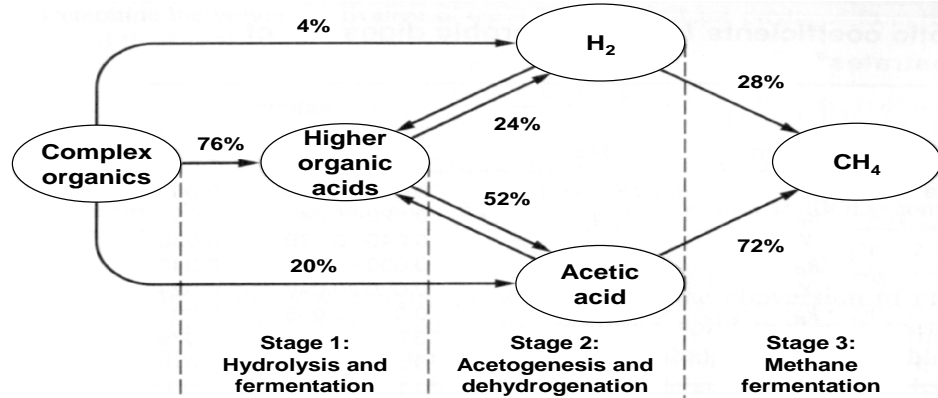 4%
H2
28%
76%
24%
Complex
organics
Higher
organic
acids
CH4
52%
72%
20%
Acetic
acid
Stage 1:
Hydrolysis and
fermentation
Stage 2:
Acetogenesis and
dehydrogenation
Stage 3:
Methane
fermentation